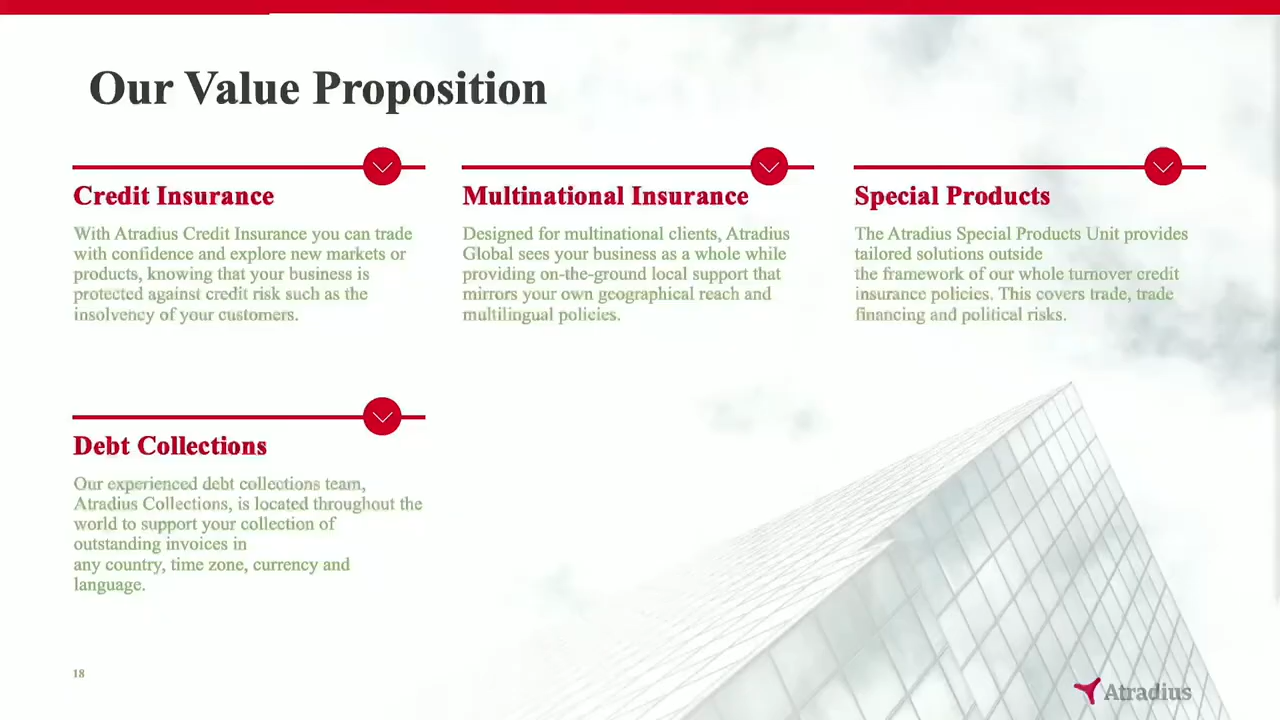 Our Value Proposition
Credit Insurance
With Atradius Credit Insurance you can trade
with confidence and explore new markets or
products, knowing that your business is
protected against credit risk such as the
insolvency of your customers.
Multinational Insurance
Designed for multinational clients, Atradius
Global sees your business as a whole while
providing on-the-ground local support that
mirrors your own geographical reach and
multilingual policies.
Special Products
The Atradius Special Products Unit provides
tailored solutions outside
the framework of our whole turnover credit
insurance policies. This covers trade, trade
financing and political risks.
Debt Collections
Our experienced debt collections team,
Atradius Collections, is located throughout the
world to support your collection of
outstanding invoices in
any country, time zone, currency and
language.
18
Atradius